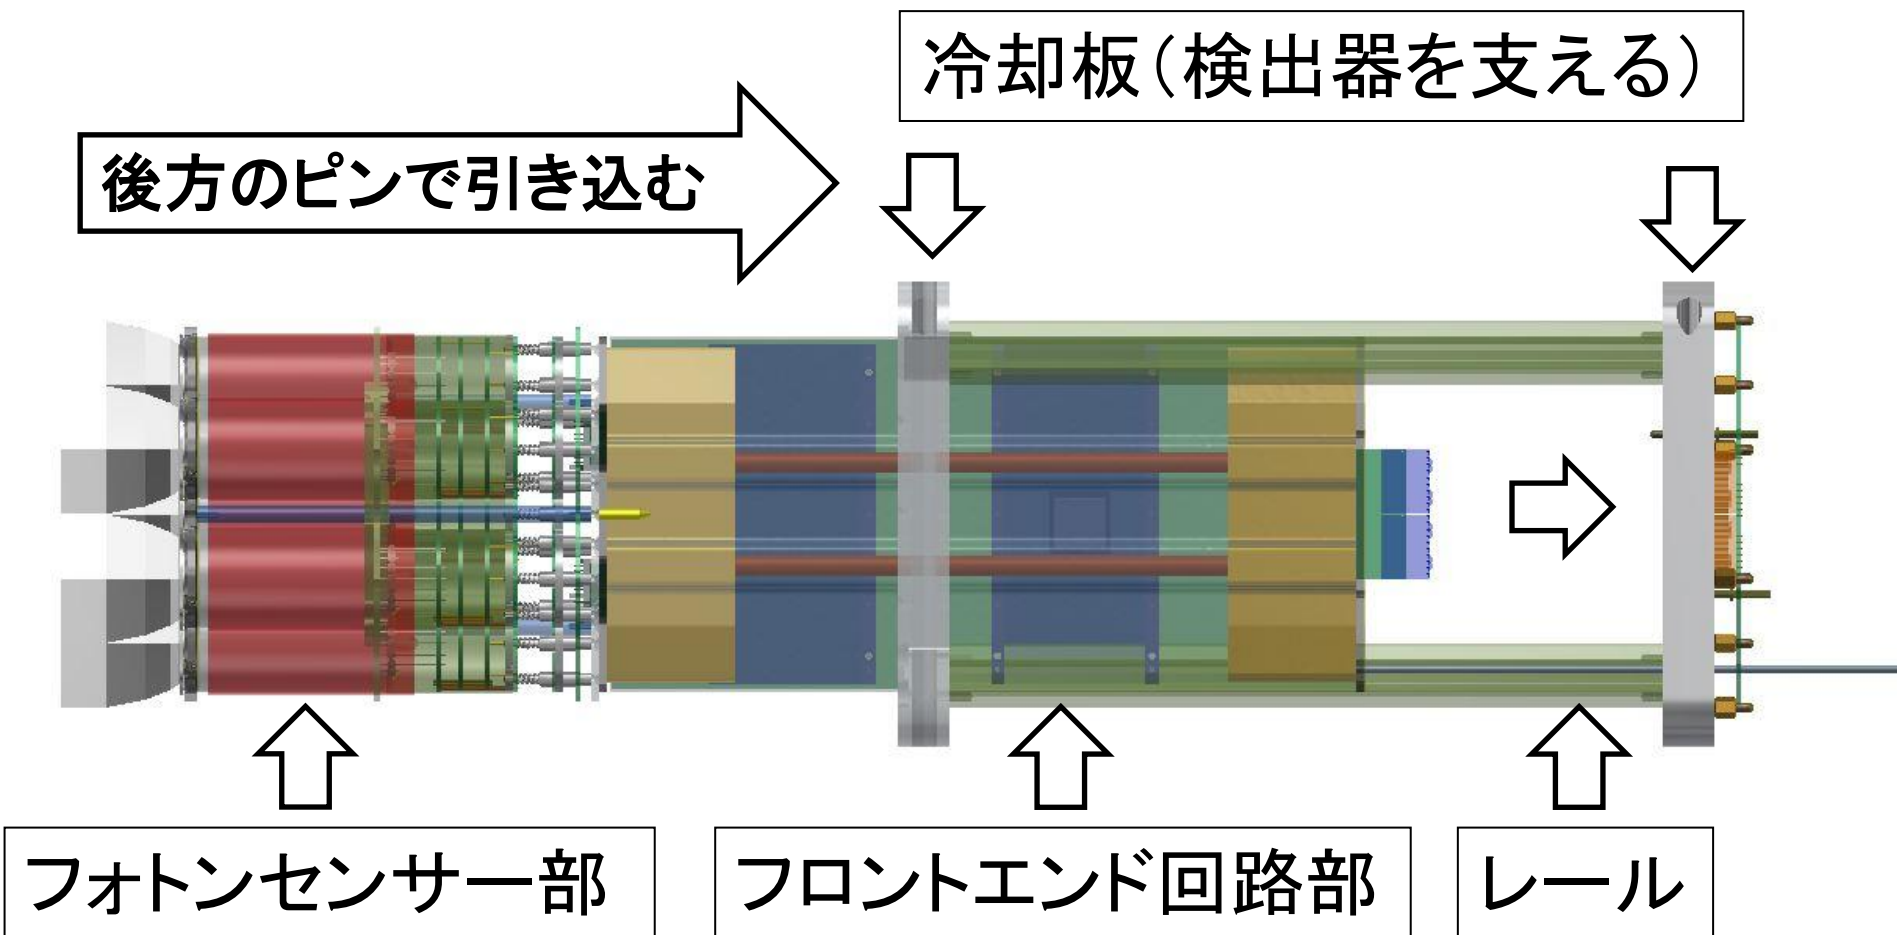 冷却板(検出器を支える)
後方のピンで引き込む
フォトンセンサー部
フロントエンド回路部
レール